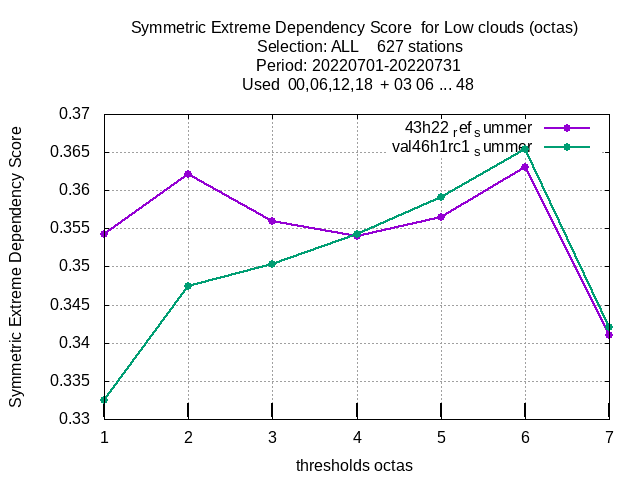 Symmetric Extreme Dependency Score  for Low clouds (octas)
Selection: ALL    627 stations
Period: 20220701-20220731
Used  00,06,12,18  + 03 06 ... 48
43h22 ref summer
val46h1rc1 summer
Symmetric Extreme Dependency Score
0.37
0.365
0.36
0.355
0.35
0.345
0.34
0.335
0.33
1 2 3 4 5 6 7
thresholds octas